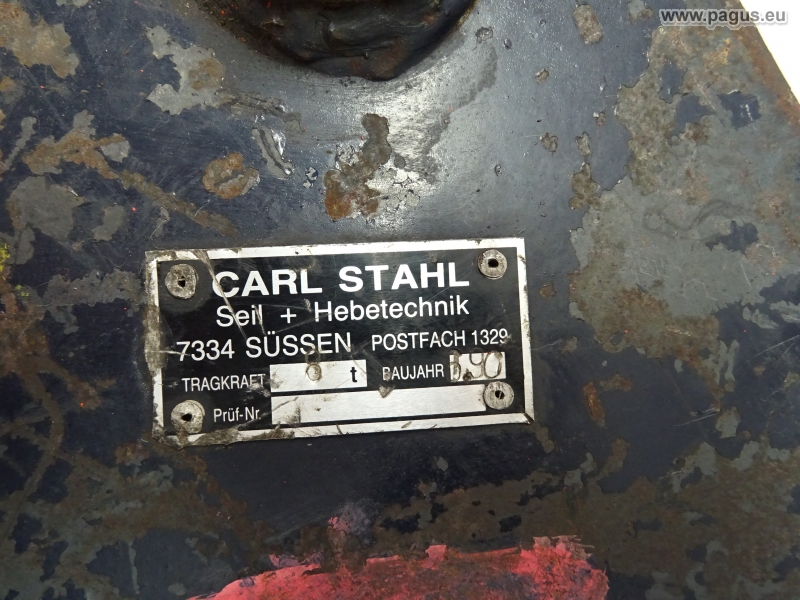 www.pagus.eu
CARL STAHL
Seil + Hebetechnik
7334 SÜSSEN POSTFACH 1329
TRAGKRAFT t BAUJAHR
Prüf-Nr.